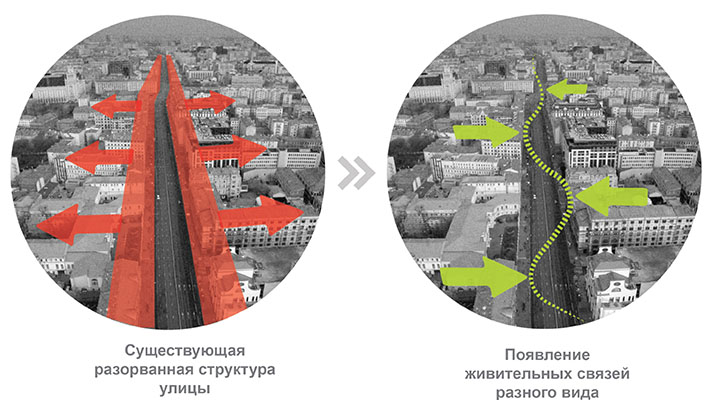 Существующая
разорванная структура
улицы
Появление
живительных связей
разного вида